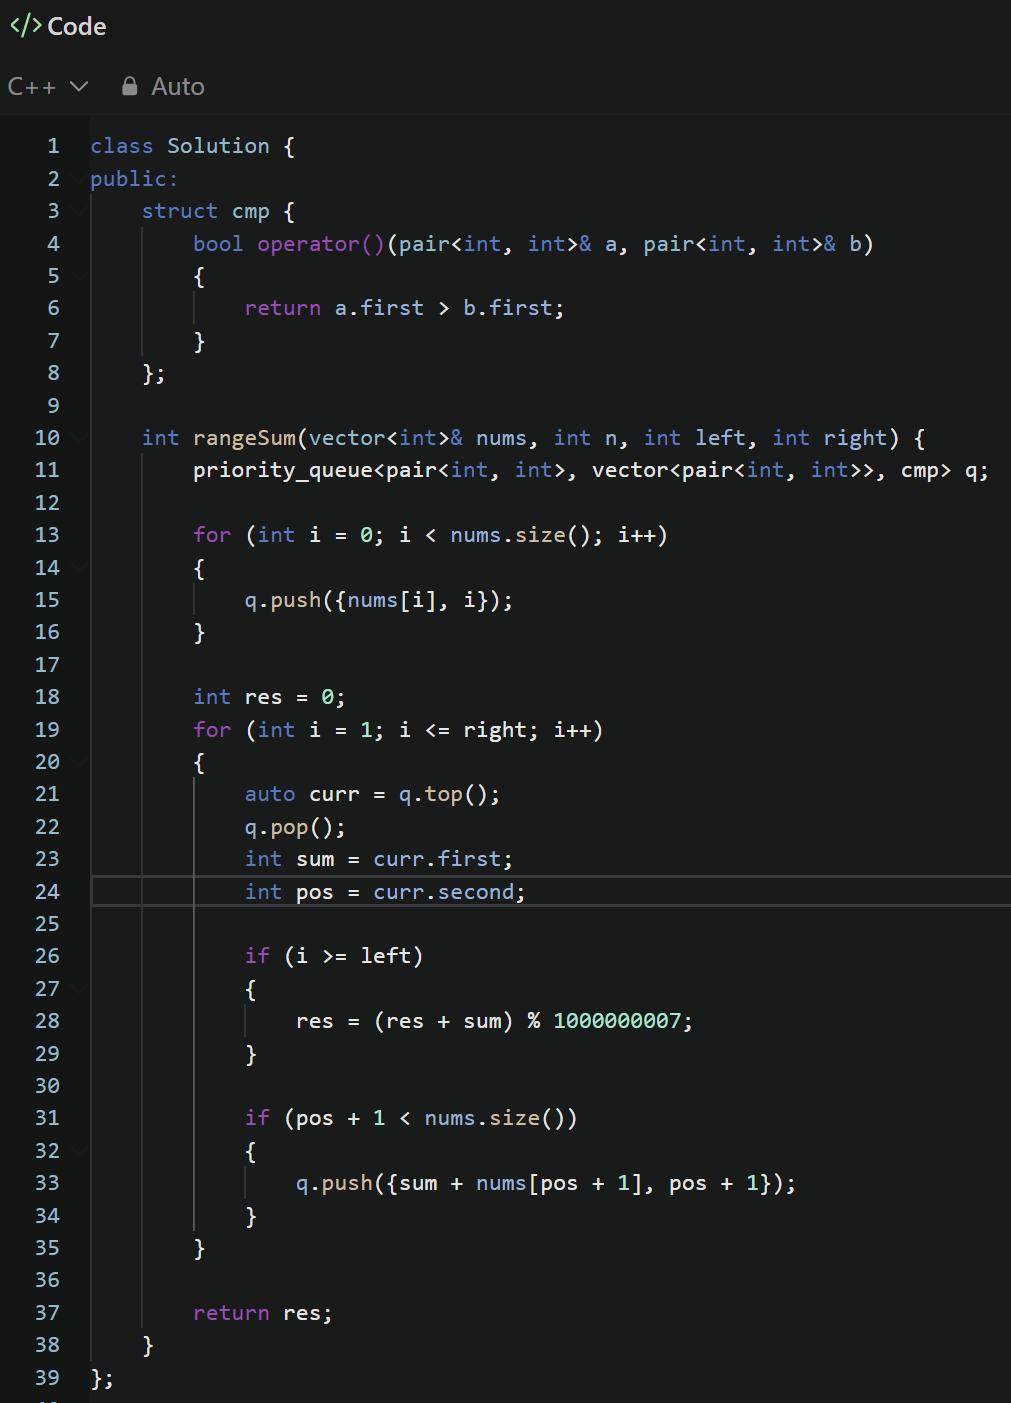 </> Code
C++ Auto
1 class Solution {
2 public:
3     struct cmp {
4         bool operator()(pair<int, int>& a, pair<int, int>& b)
5         {
6             return a.first > b.first;
7         }
8     };
9
10     int rangeSum(vector<int>& nums, int n, int left, int right) {
11         priority_queue<pair<int, int>, vector<pair<int, int>>, cmp> q;
12
13         for (int i = 0; i < nums.size(); i++)
14         {
15             q.push({nums[i], i});
16         }
17
18         int res = 0;
19         for (int i = 1; i <= right; i++)
20         {
21             auto curr = q.top();
22             q.pop();
23             int sum = curr.first;
24             int pos = curr.second;
25
26             if (i >= left)
27             {
28                 res = (res + sum) % 1000000007;
29             }
30
31             if (pos + 1 < nums.size())
32             {
33                 q.push({sum + nums[pos + 1], pos + 1});
34             }
35         }
36
37         return res;
38     }
39 };